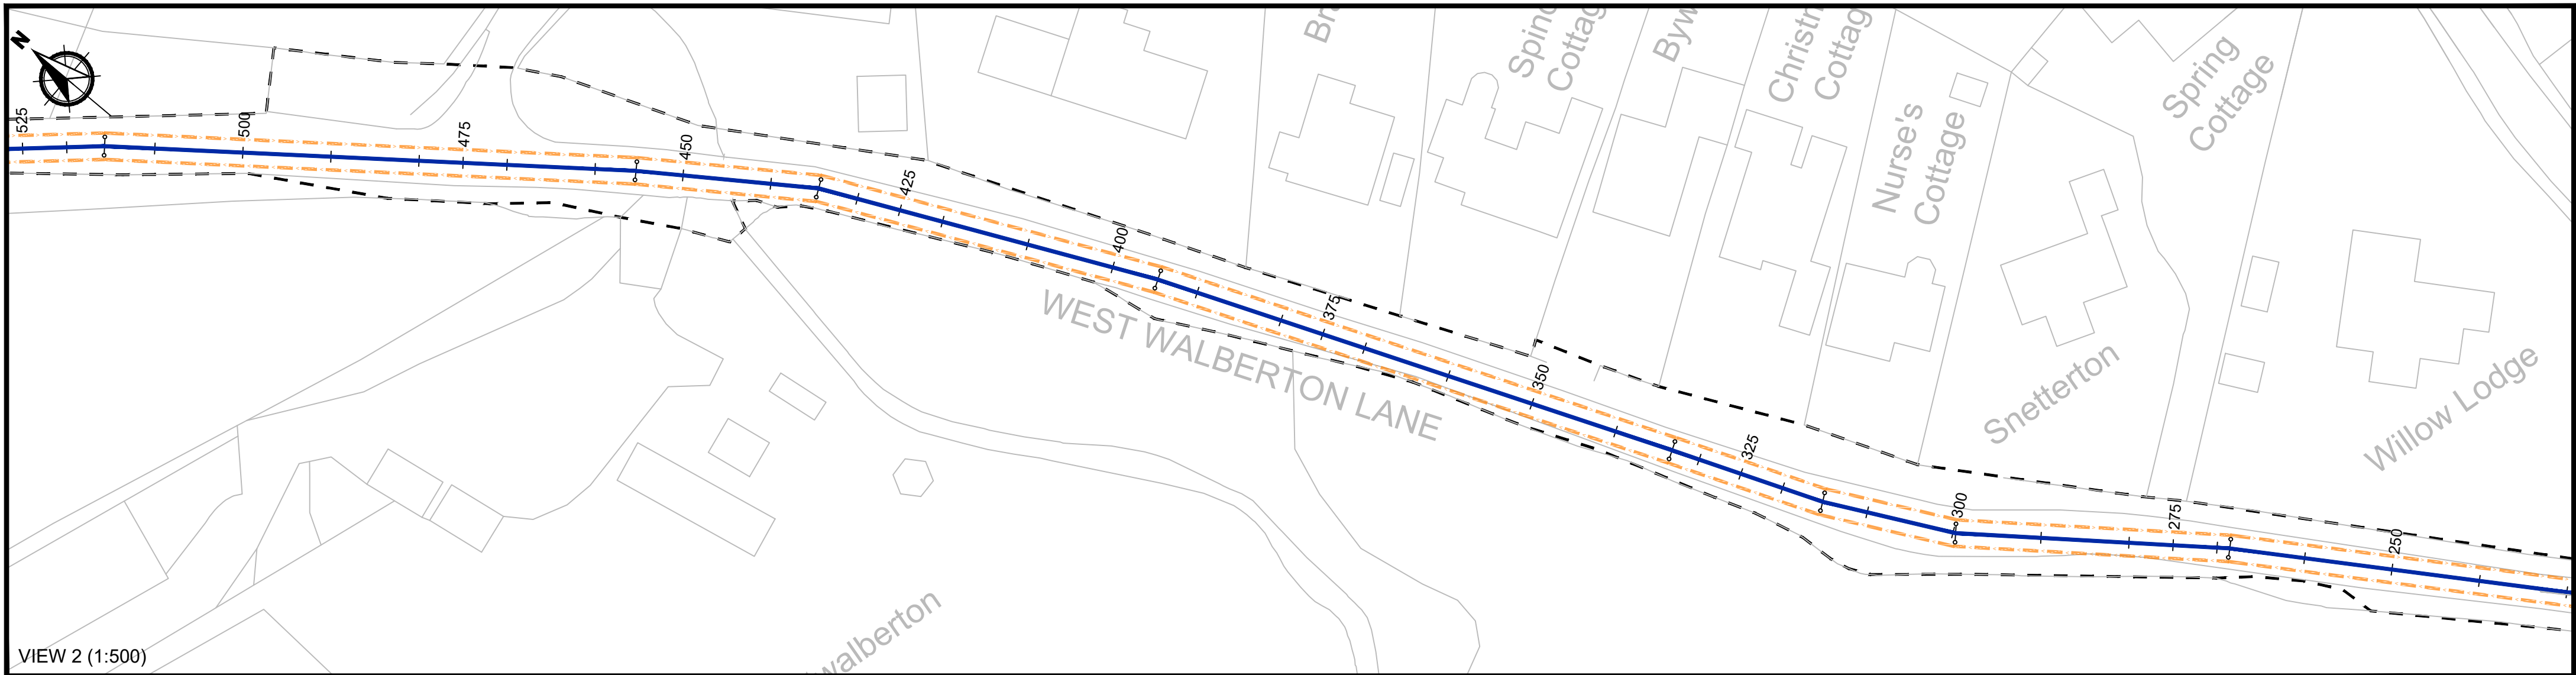 N
525
500
475
450
425
400
375
350
325
300
275
250
Spring
Cottage
Nurse's
Cottage
Snetterton
Willow Lodge
WEST WALBERTON LANE
VIEW 2 (1:500)